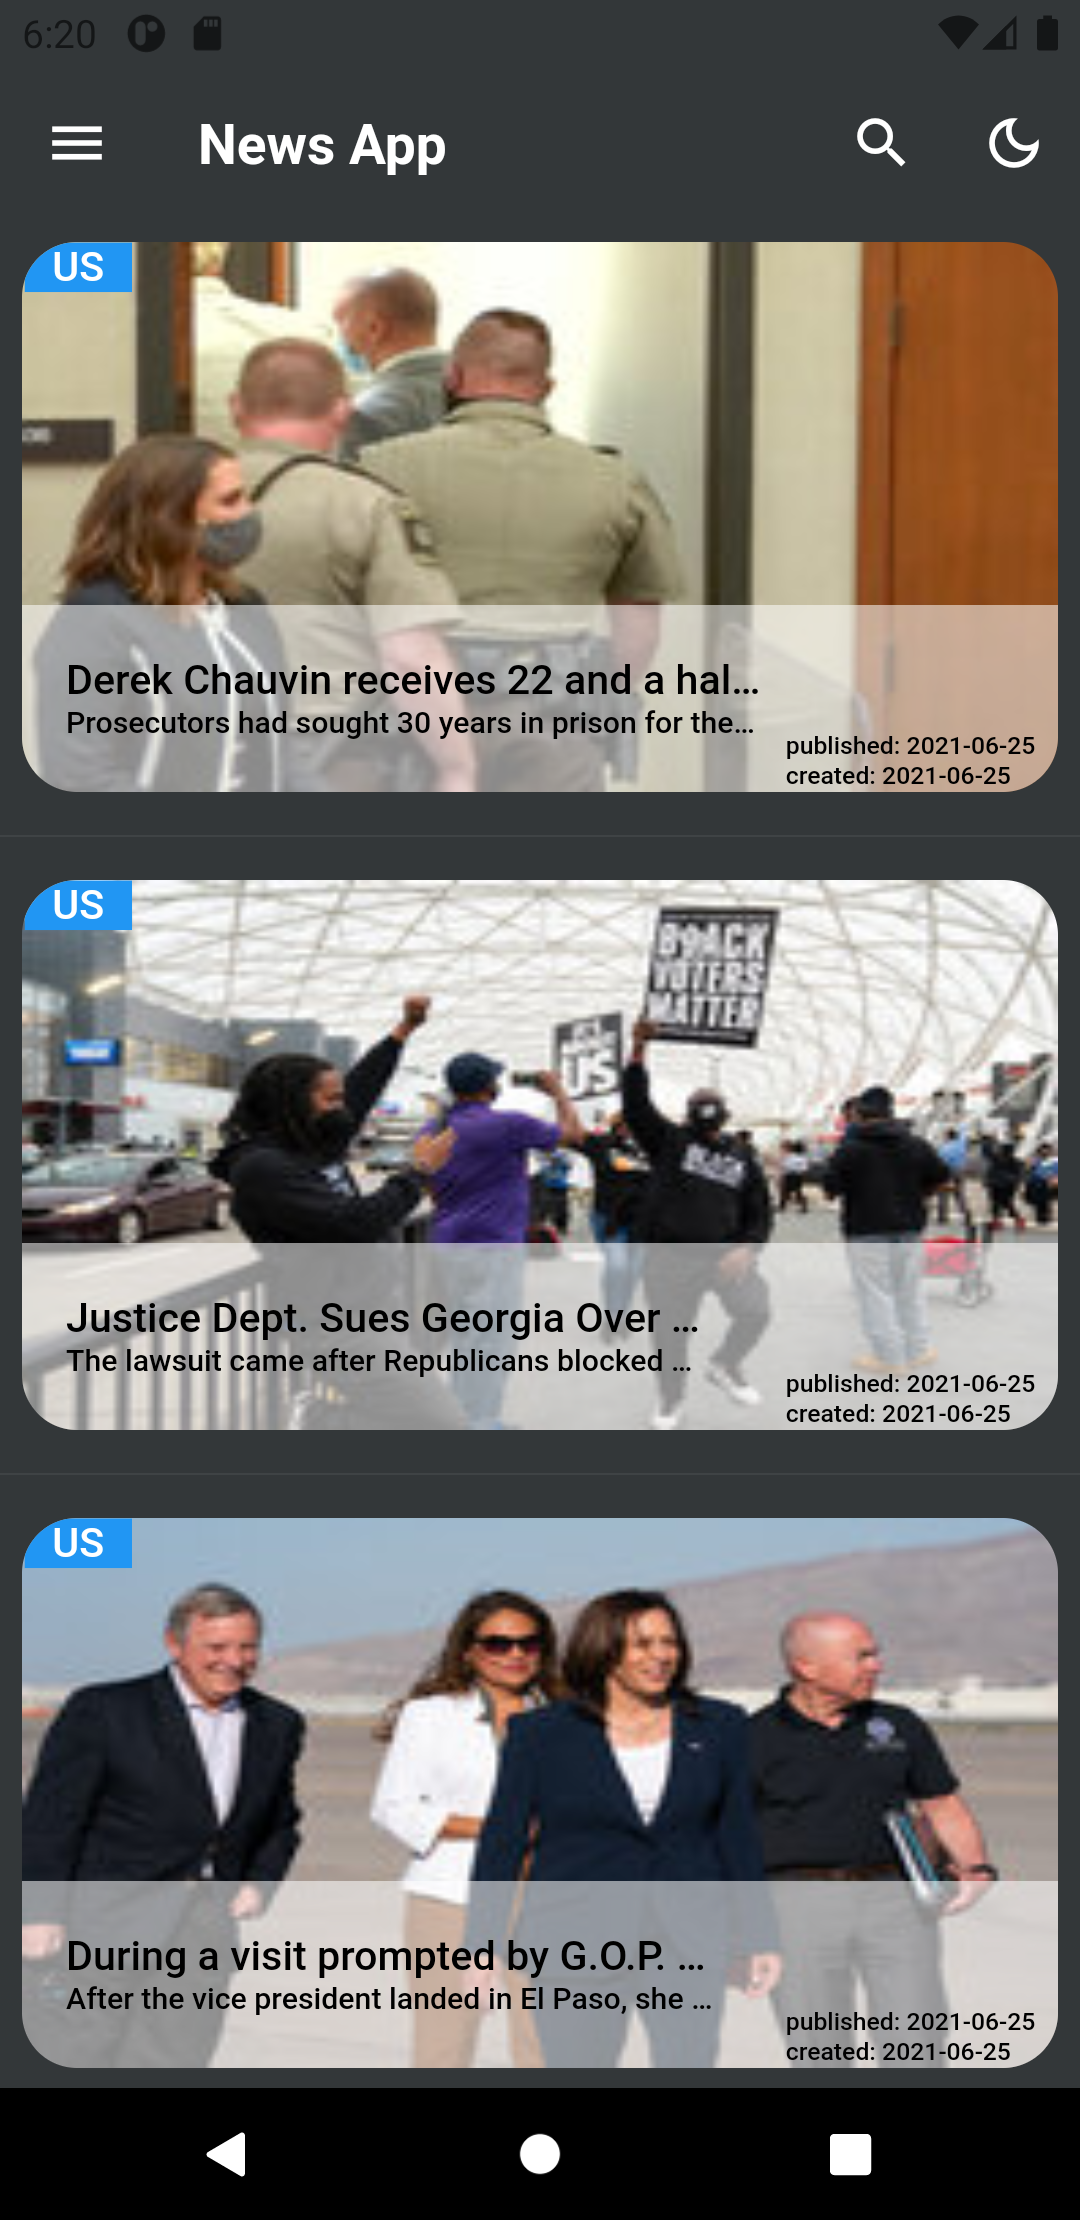 6:20
News App
US
Derek Chauvin receives 22 and a hal...
Prosecutors had sought 30 years in prison for the...
published: 2021-06-25
created: 2021-06-25
US
BLACK
VOTERS
MATTER
US
BLACK
Justice Dept. Sues Georgia Over ...
The lawsuit came after Republicans blocked ...
published: 2021-06-25
created: 2021-06-25
US
During a visit prompted by G.O.P. ...
After the vice president landed in El Paso, she ...
published: 2021-06-25
created: 2021-06-25